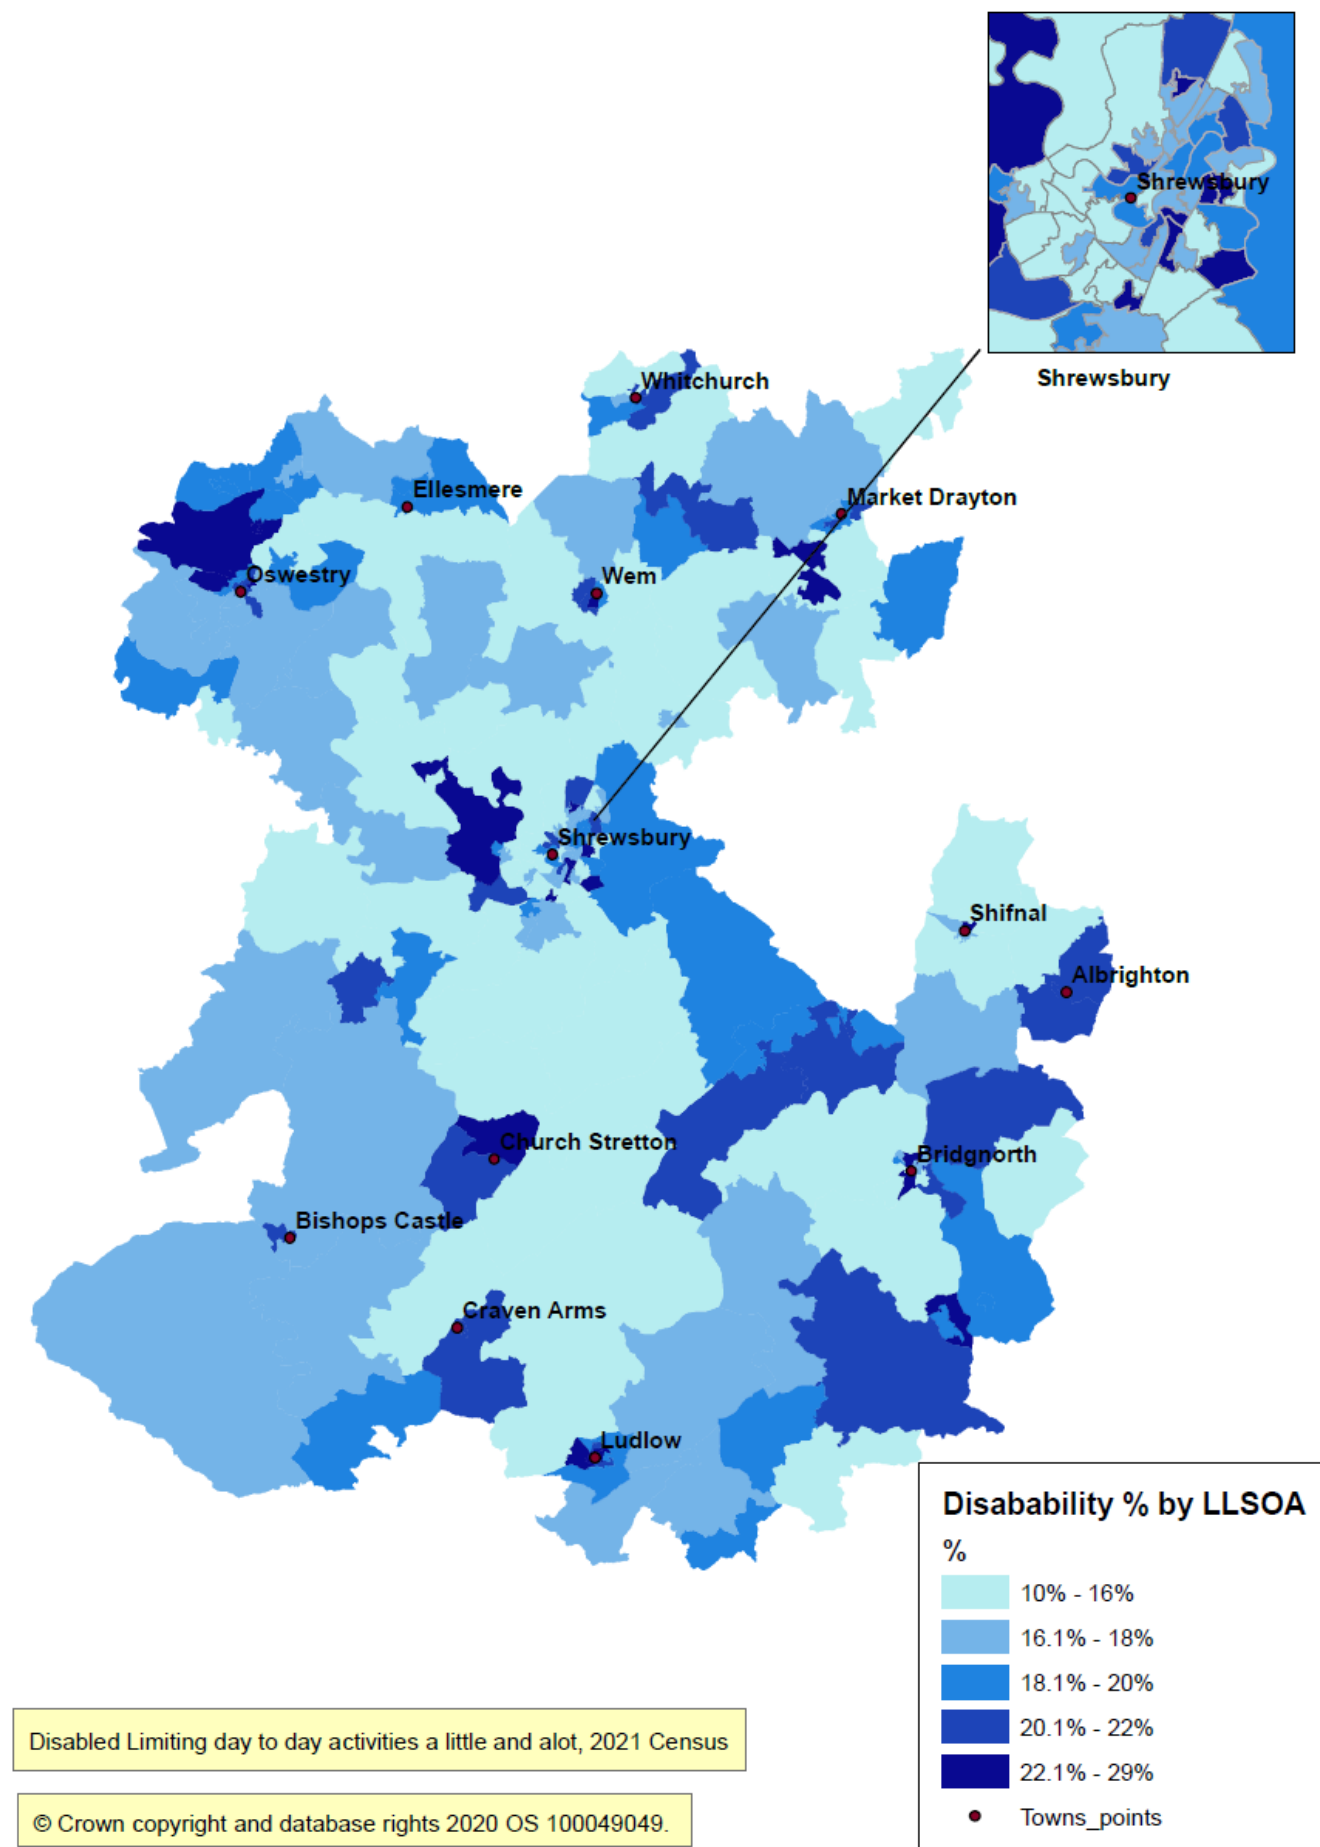 Shrewsbury
Shrewsbury
Whitchurch
Ellesmere
Market Drayton
Oswestry
Wem
Shrewsbury
Shifnal
Albrighton
Church Stretton
Bridgnorth
Bishops Castle
Craven Arms
Ludlow
Disabability % by LLSOA
%
10% - 16%
16.1% - 18%
18.1% - 20%
20.1% - 22%
22.1% - 29%
Towns_points
Disabled Limiting day to day activities a little and alot, 2021 Census
© Crown copyright and database rights 2020 OS 100049049.